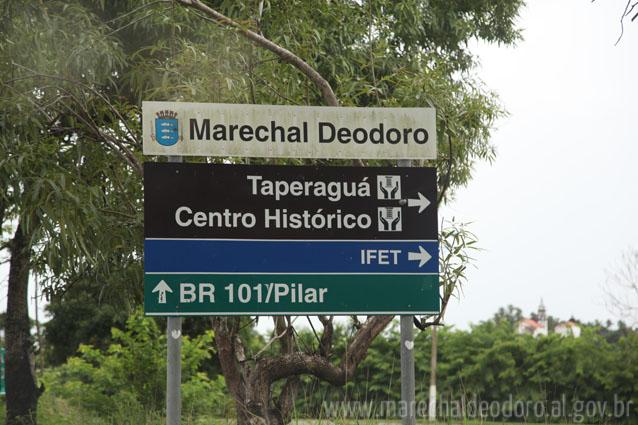 Marechal Deodoro
Taperaguá
Centro Histórico
IFET
BR 101/Pilar
www.marechaldeodoro.al.gov.br